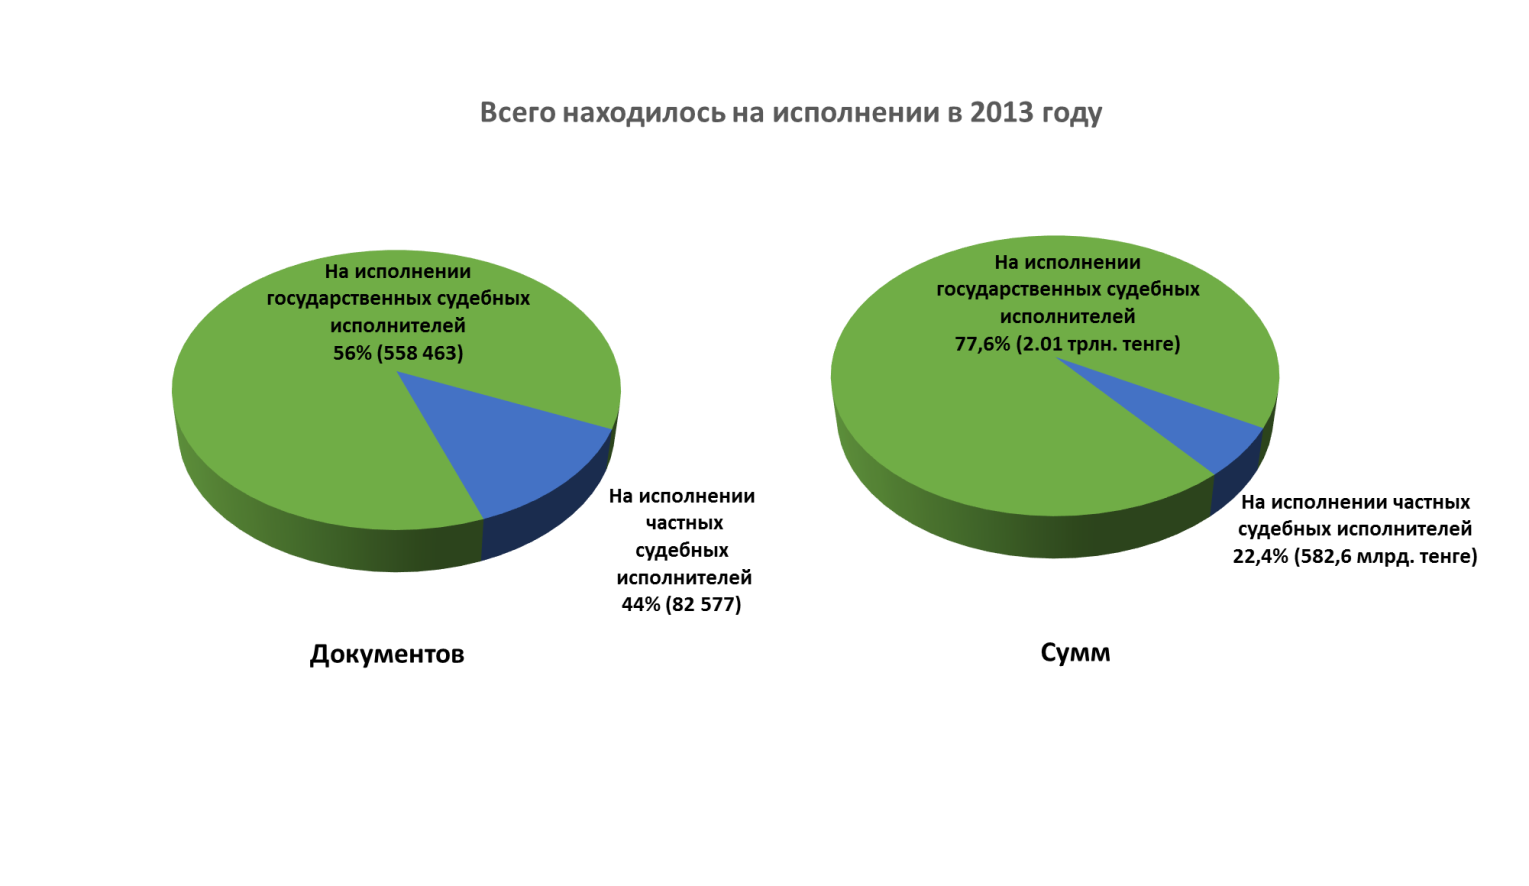 Всего находилось на исполнении в 2013 году
На исполнении
государственных судебных
исполнителей
56% (558 463)
На исполнении
частных
судебных
исполнителей
44% (82 577)
Документов
На исполнении
государственных судебных
исполнителей
77,6% (2.01 трлн. тенге)
На исполнении частных
судебных исполнителей
22,4% (582,6 млрд. тенге)
Сумм